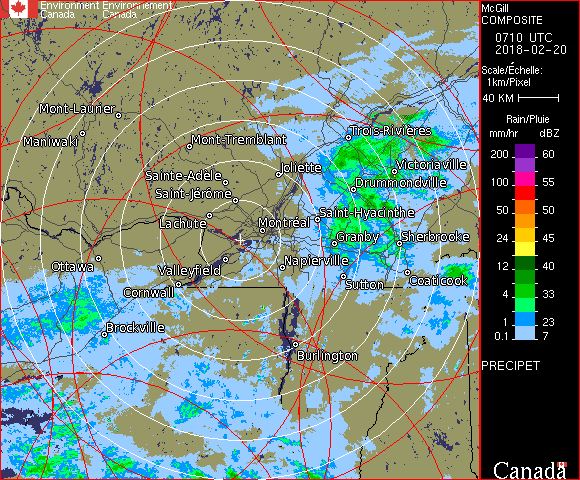 Environment Environnement
Canada Canada
McGill
COMPOSITE
0710 UTC
2018-02-20
Scale/Échelle:
1km/Pixel
40 KM
Rain/Pluie
mm/hr dBZ
200 60
100 55
50 50
24 45
12 40
4 33
1 23
0.1 7
PRECIPET
Canada
Mont-Laurier
Maniwaki
Mont-Tremblant
Trois-Rivières
Joliette
Victoriaville
Sainte-Adèle
Drummondville
Saint-Jérôme
Saint-Hyacinthe
Lachute
Montréal
Granby
Sherbrooke
Ottawa
Valleyfield
Napierville
Cornwall
Sutton
Coaticook
Brockville
Burlington